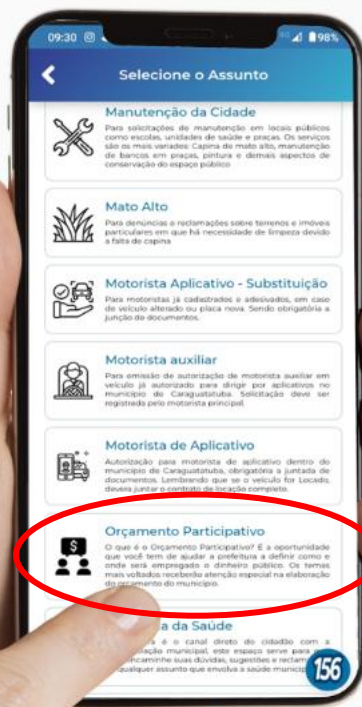 09:30
98%
Selecione o Assunto
Manutenção da Cidade
Para solicitações de manutenção em locais públicos
como escolas, unidades de saúde e praças. Os serviços
são os mais variados: Capina de mato alto, manutenção
de bancos em praças, pintura e demais aspectos de
conservação do espaço público
Mato Alto
Para denúncias e reclamações sobre terrenos e imóveis
particulares em que há necessidade de limpeza devido
a falta de capina
Motorista Aplicativo - Substituição
Para motoristas já cadastrados e adesivados, em caso
de veículo alterado ou placa nova. Sendo obrigatória a
junção de documentos.
Motorista auxiliar
Para emissão de autorização de motorista auxiliar em
veículo já autorizado para dirigir por aplicativos no
município de Caraguatatuba. Solicitação deve ser
registrada pelo motorista principal.
Motorista de Aplicativo
Autorização para motorista de aplicativo dentro do
município de Caraguatatuba, obrigatória a juntada de
documentos. Lembrando que se o veículo for Locado,
devera juntar o contrato de locação completo.
Orçamento Participativo
O que é o Orçamento Participativo? É a oportunidade
que você tem de ajudar a prefeitura a definir como e
onde será empregado o dinheiro público. Os temas
mais voltados receberão atenção especial na elaboração
do orçamento do município.
a da Saúde
é o canal direto do cidadão com a
municipal, este espaço serve para
encaminhe suas dúvidas, sugestões e
qualquer assunto que envolva a saúde
156